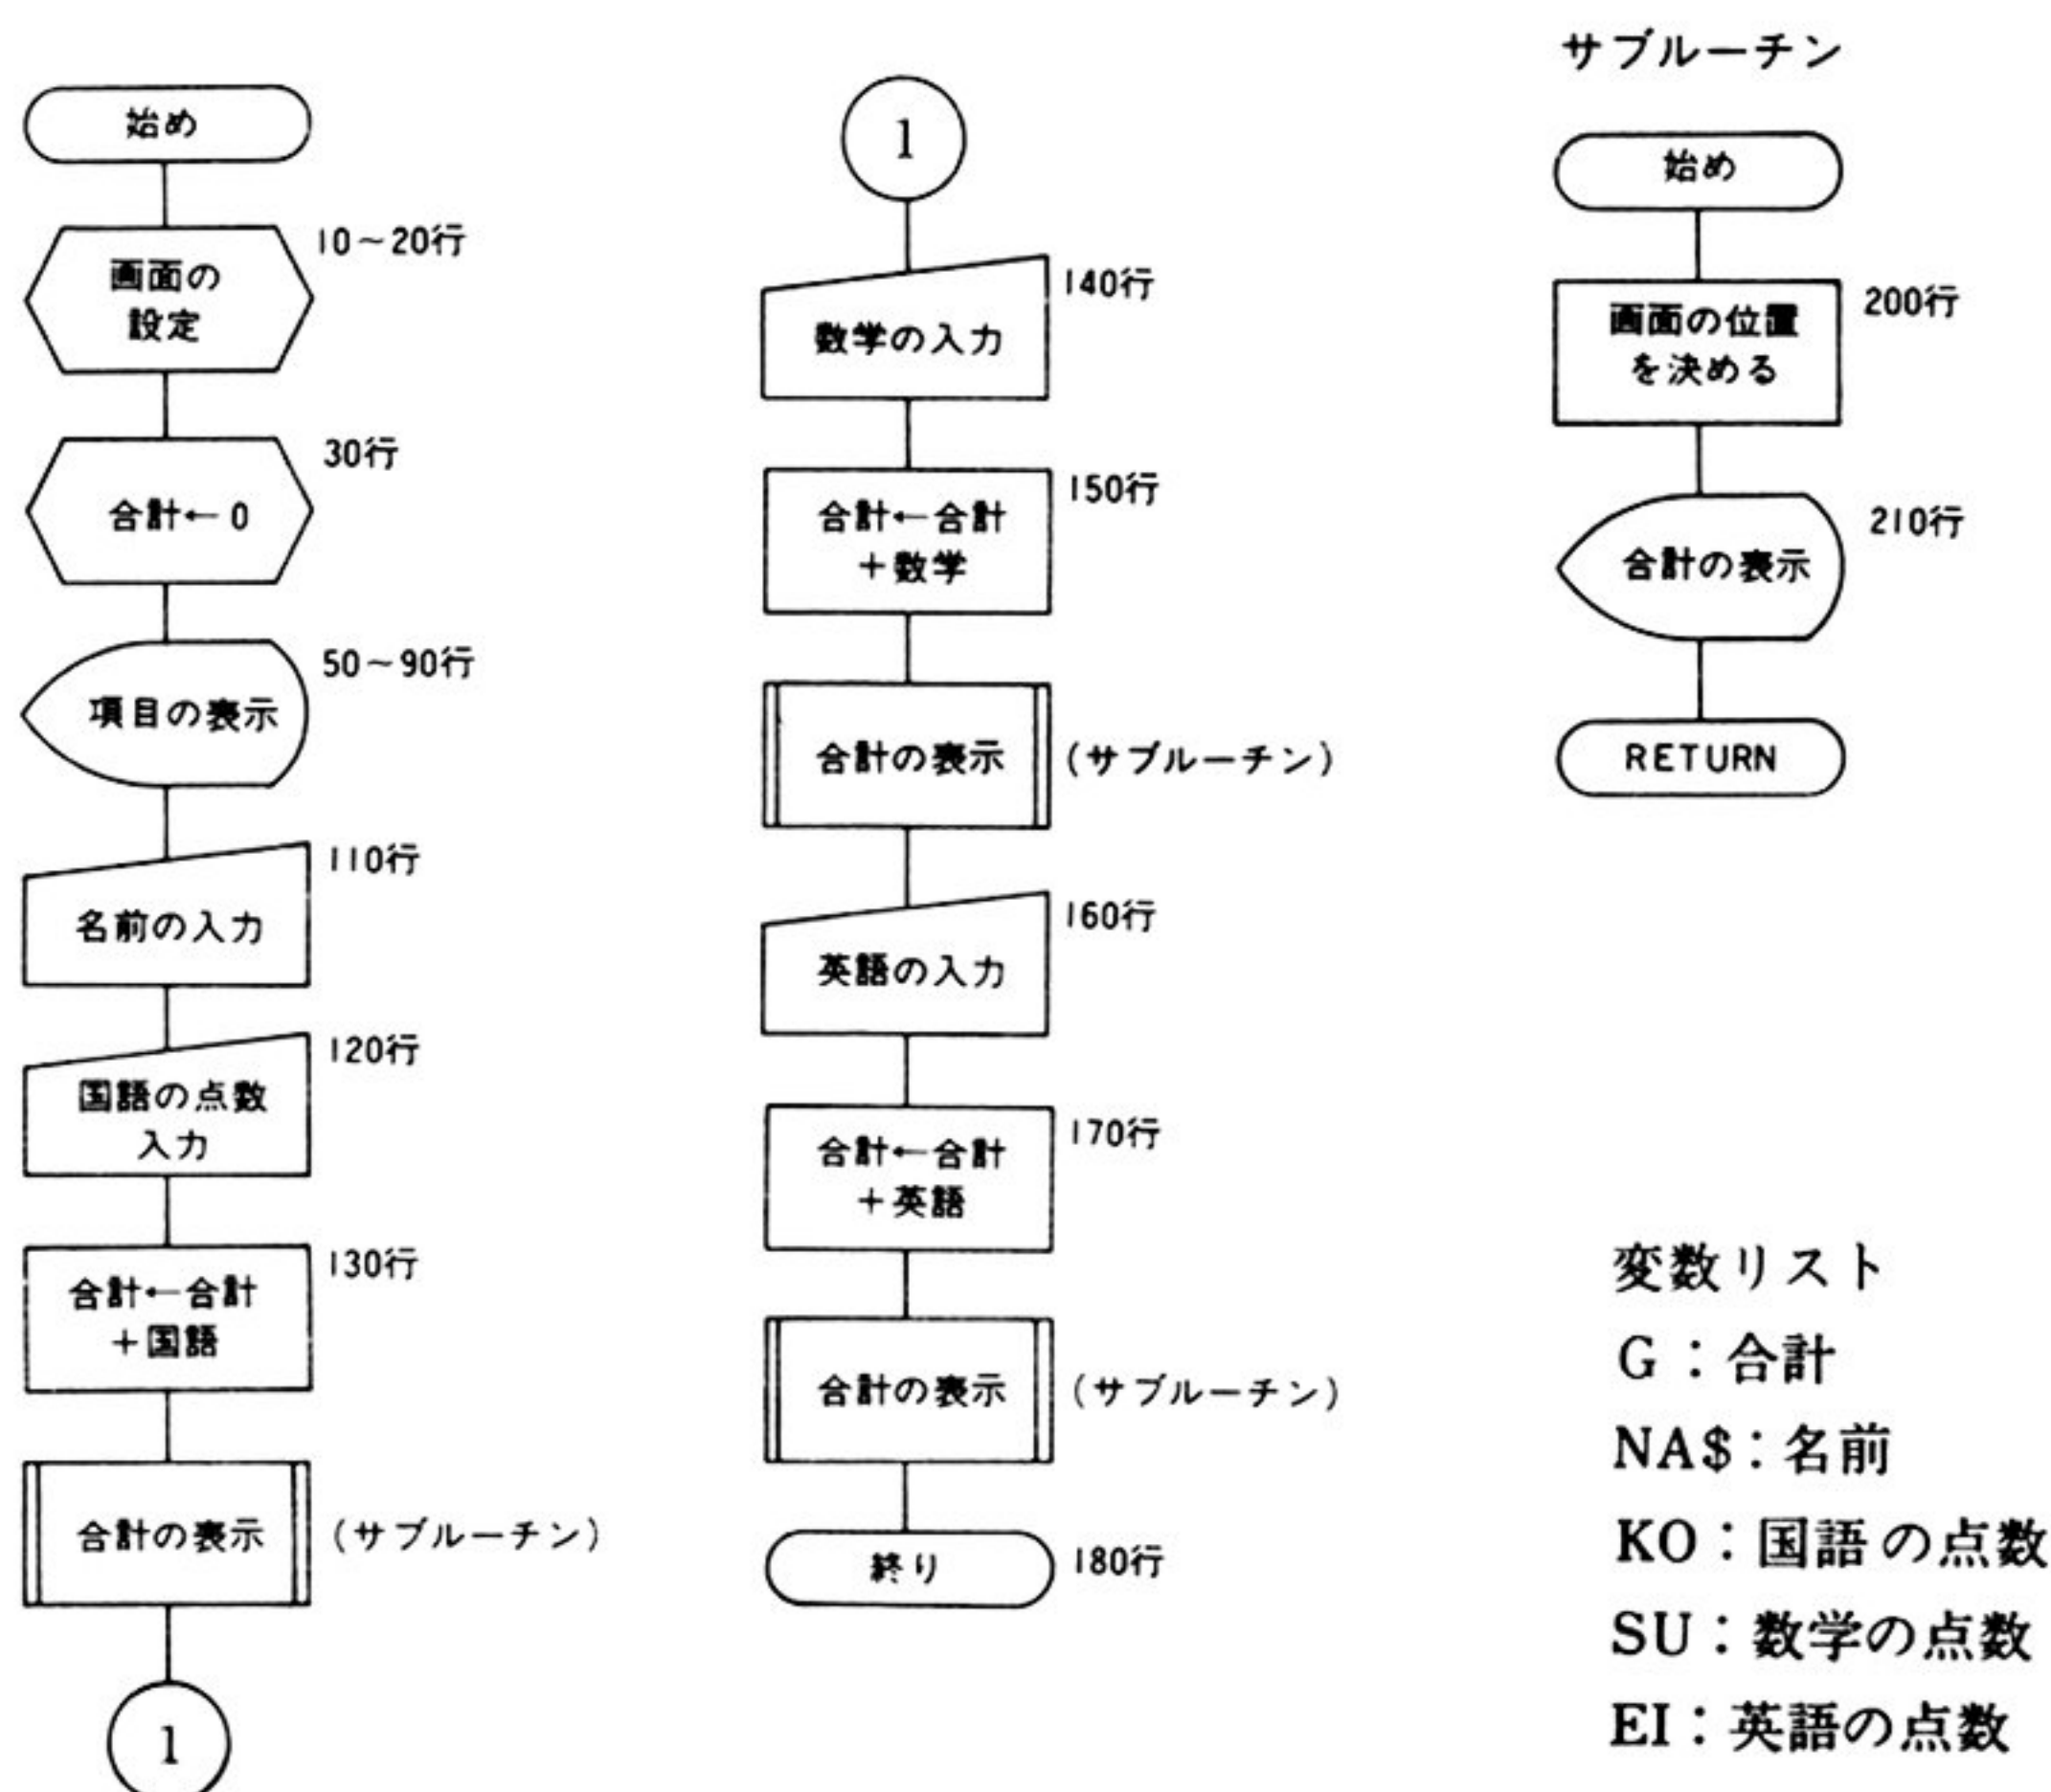 始め
10～20行
画面の
設定
30行
合計←0
50～90行
項目の表示
110行
名前の入力
120行
国語の点数
入力
130行
合計←合計
＋国語
合計の表示
(サブルーチン)
1
1
140行
数学の入力
150行
合計←合計
＋数学
合計の表示
(サブルーチン)
160行
英語の入力
170行
合計←合計
＋英語
合計の表示
(サブルーチン)
終り
180行
サブルーチン
始め
200行
画面の位置
を決める
210行
合計の表示
RETURN
変数リスト
G：合計
NA$：名前
KO：国語の点数
SU：数学の点数
EI：英語の点数